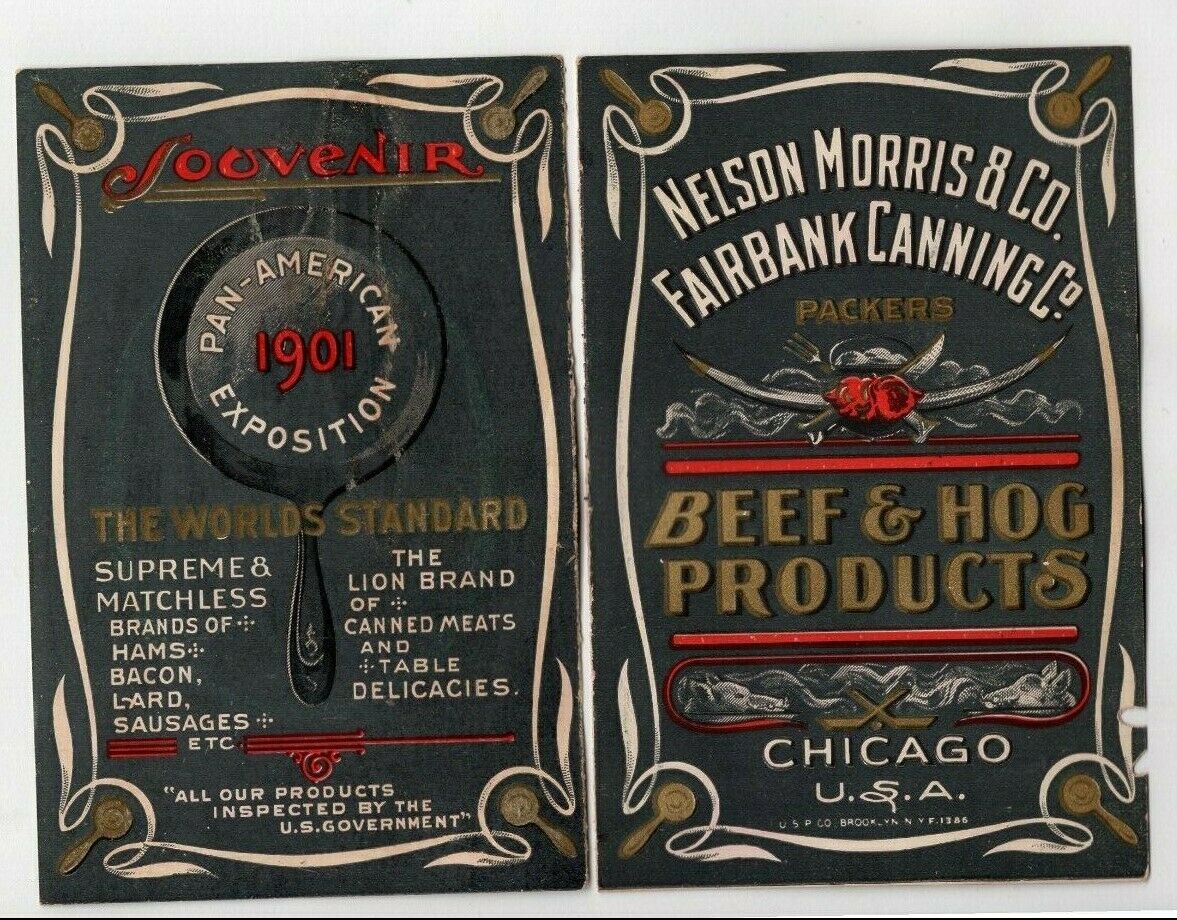 SOUVENIR
PAN-AMERICAN
1901
EXPOSITION
THE WORLDS STANDARD
SUPREME &
MATCHLESS
BRANDS OF
HAMS
BACON,
LARD,
SAUSAGES
ETC.
THE
LION BRAND
OF
CANNED MEATS
AND
TABLE
DELICACIES.
"ALL OUR PRODUCTS
INSPECTED BY THE
U.S. GOVERNMENT"
NELSON MORRIS & CO.
FAIRBANK CANNING CO
PACKERS
BEEF & HOG
PRODUCTS
CHICAGO
U.S.A.
U S P CO. BROOKLYN N Y F.1386